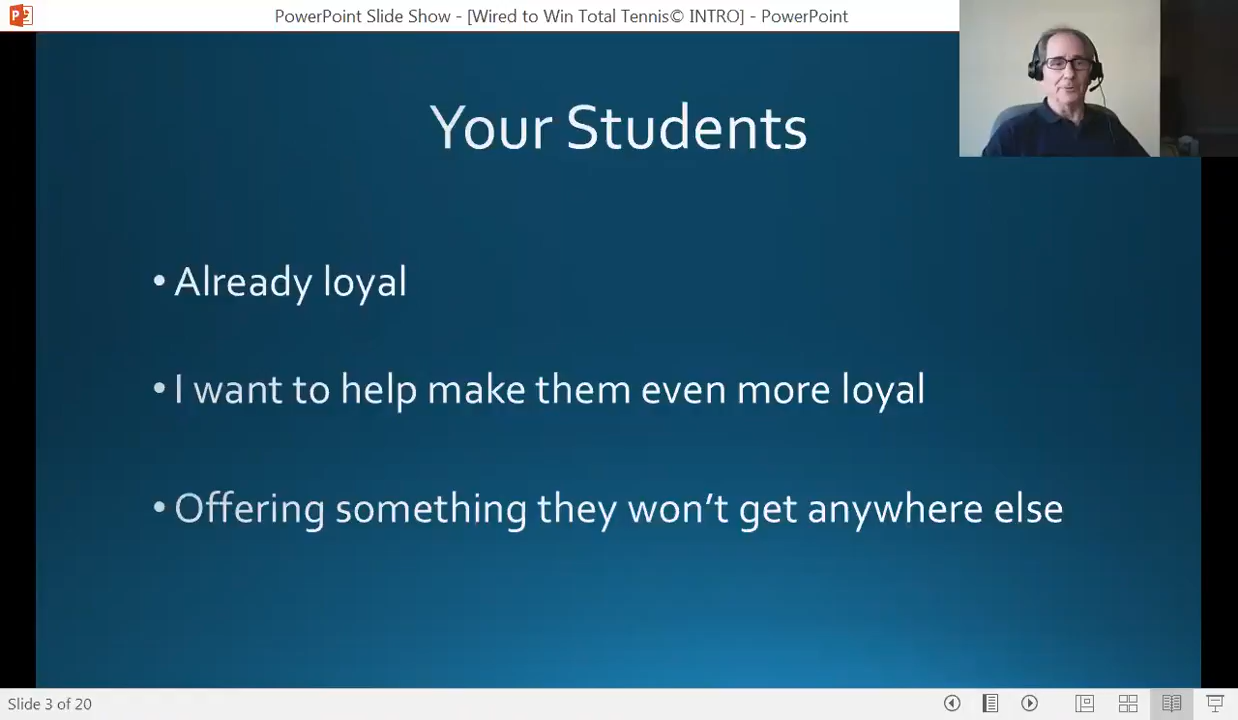 PowerPoint Slide Show - [Wired to Win Total Tennis© INTRO] - PowerPoint
Your Students
• Already loyal
• I want to help make them even more loyal
• Offering something they won’t get anywhere else
Slide 3 of 20